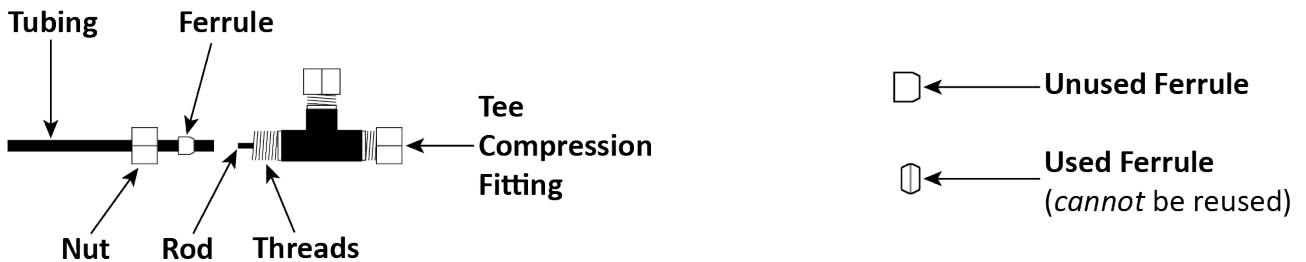 Tubing
Ferrule
Tee
Compression
Fitting
Nut
Rod
Threads
Unused Ferrule
Used Ferrule
(cannot be reused)